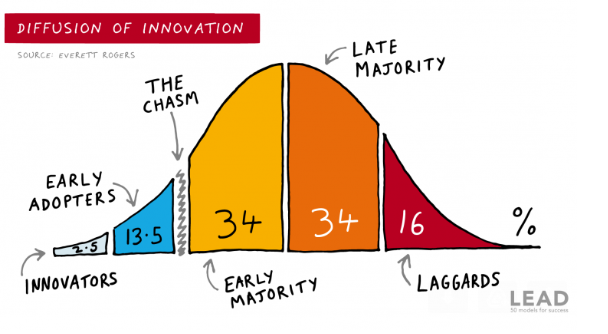 DIFFUSION OF INNOVATION
SOURCE: EVERETT ROGERS
THE
CHASM
LATE
MAJORITY
EARLY
ADOPTERS
2.5
13.5
34
34
16
%
INNOVATORS
EARLY
MAJORITY
LAGGARDS
LEAD
50 models for success